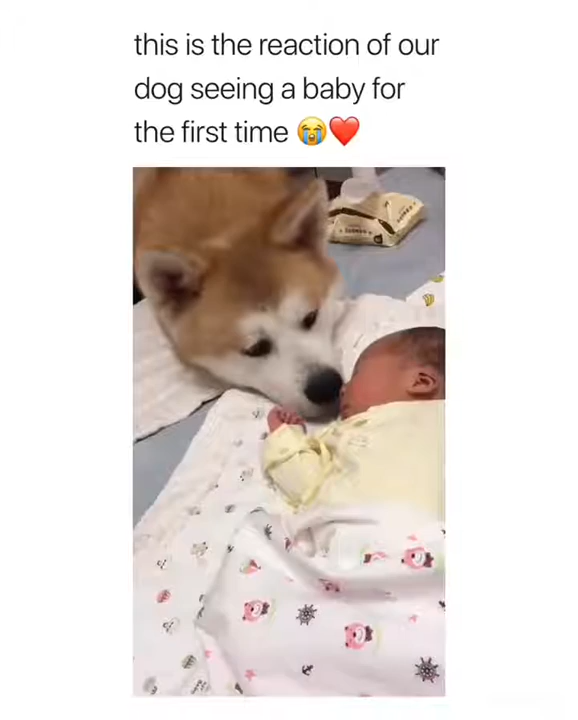 this is the reaction of our
dog seeing a baby for
the first time 😭❤️